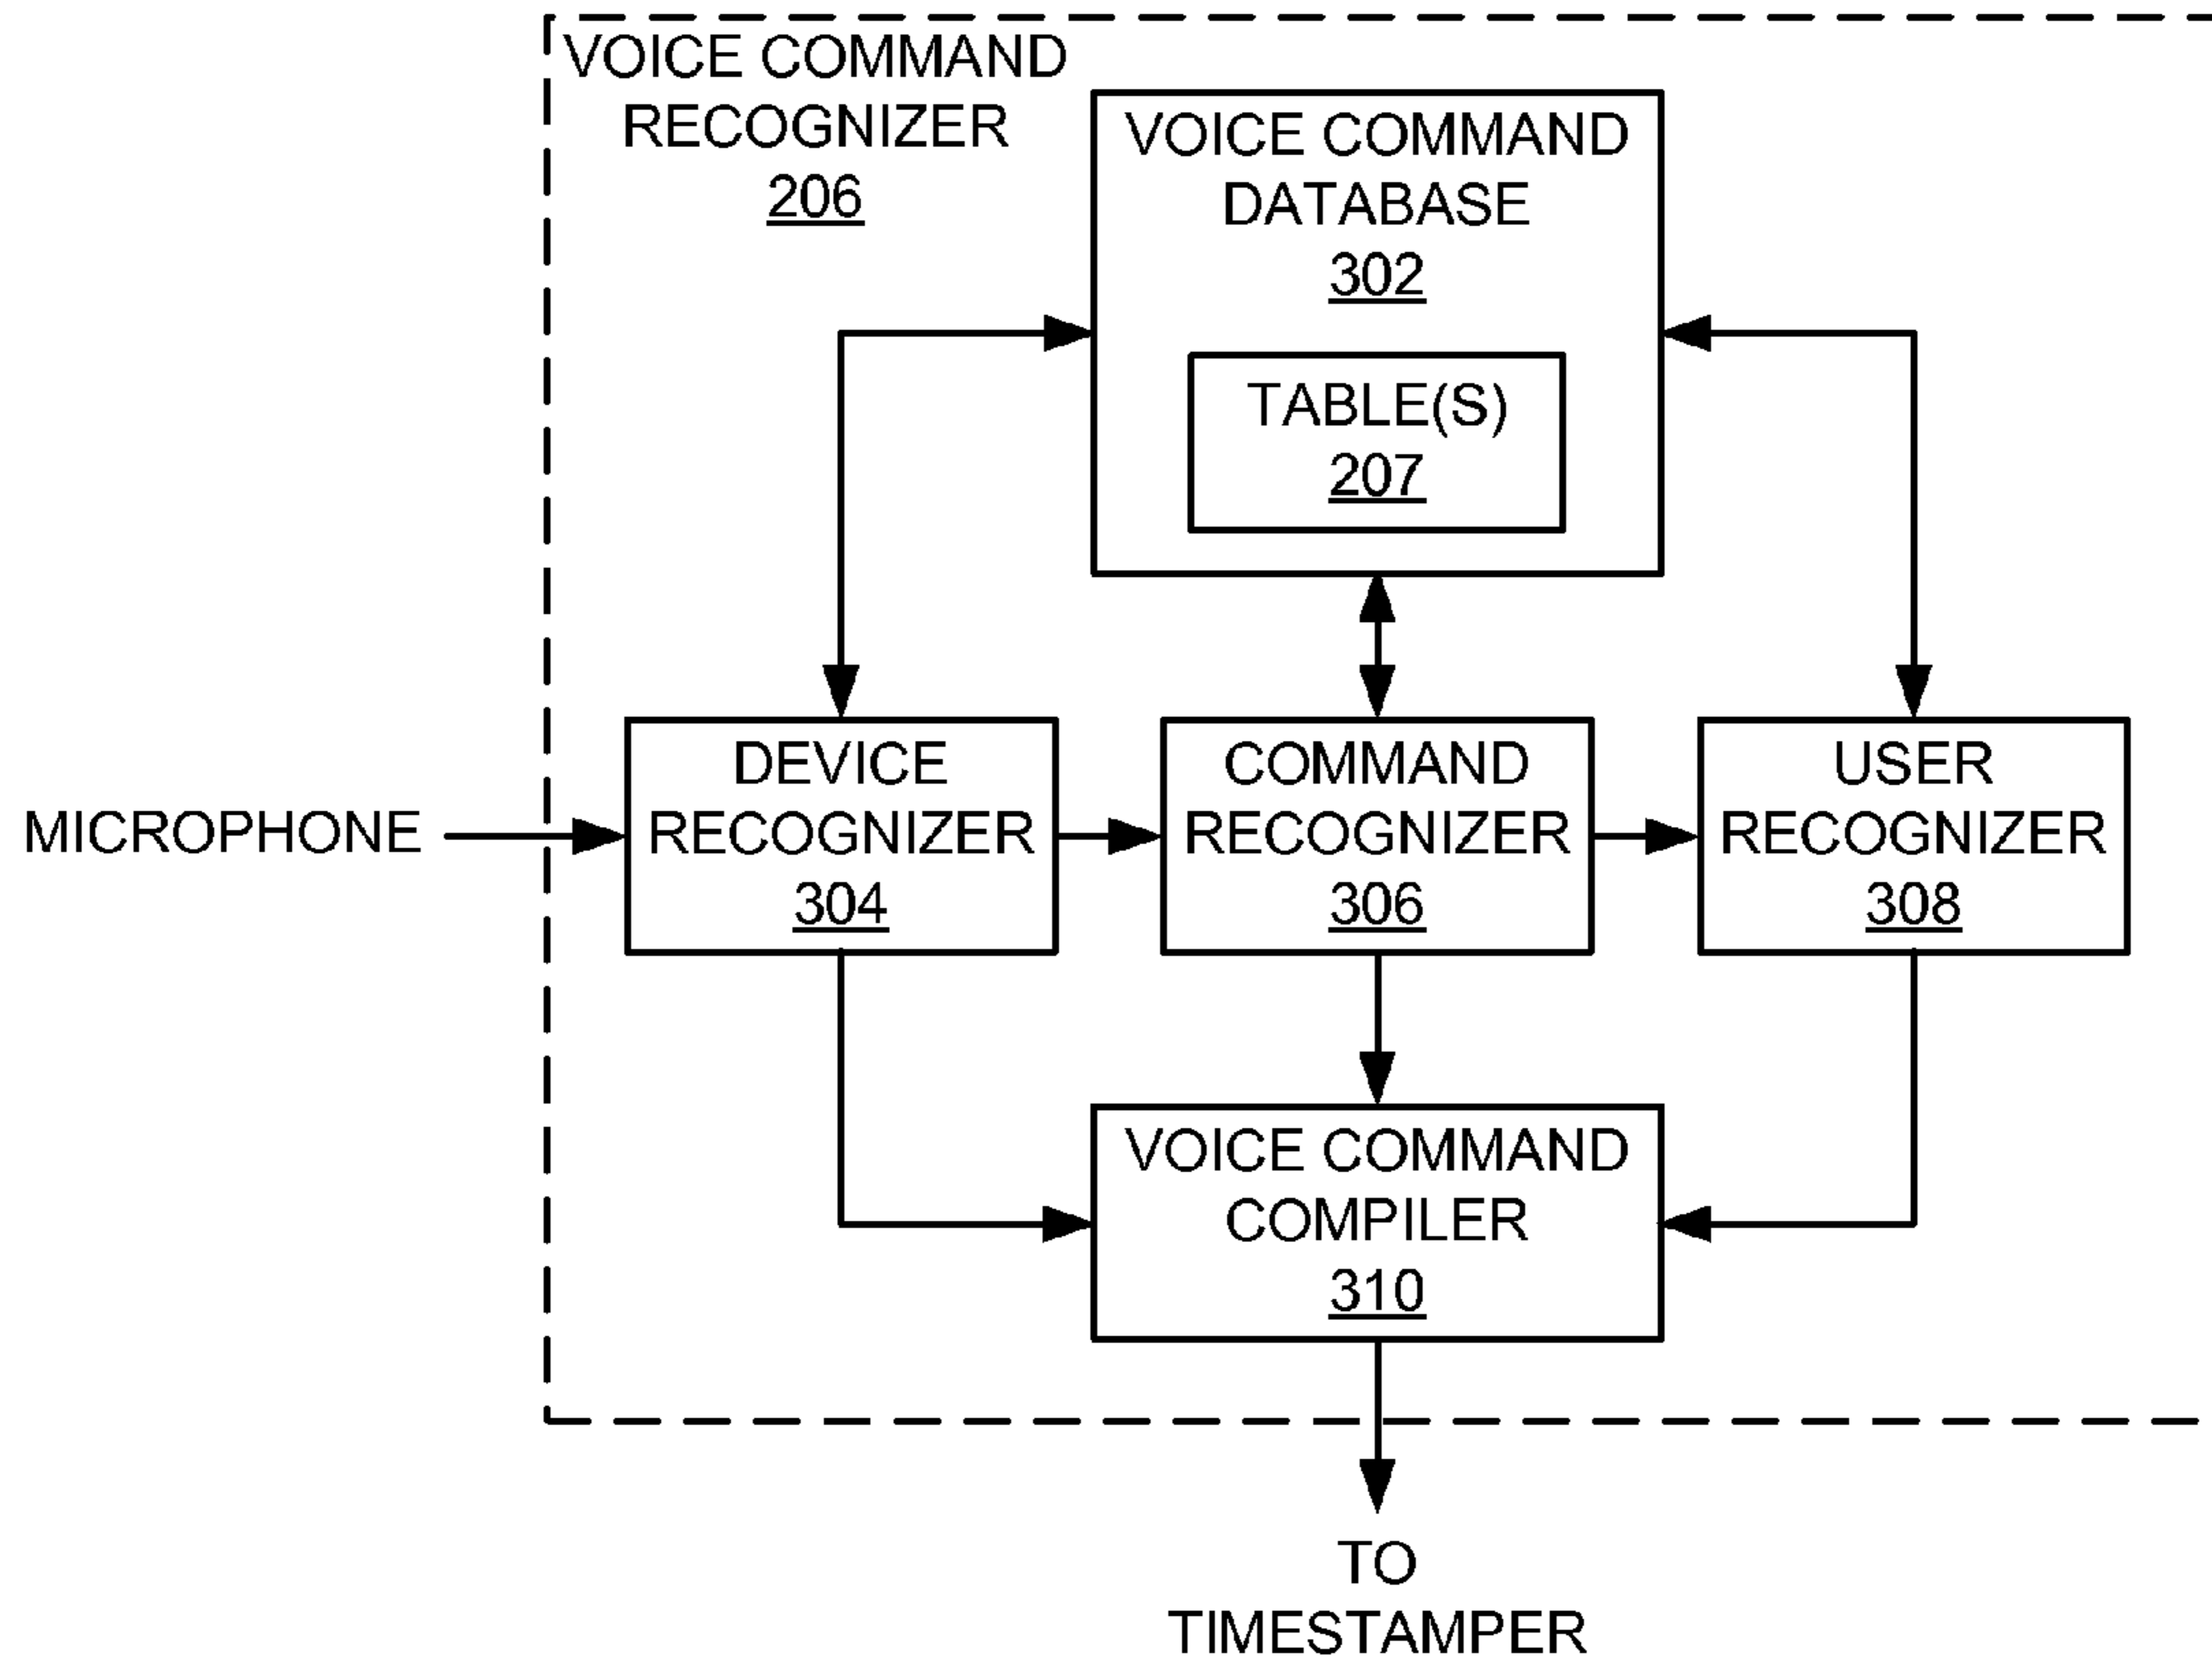 VOICE COMMAND
RECOGNIZER
206
VOICE COMMAND
DATABASE
302
TABLE(S)
207
MICROPHONE
DEVICE
RECOGNIZER
304
COMMAND
RECOGNIZER
306
USER
RECOGNIZER
308
VOICE COMMAND
COMPILER
310
TO
TIMESTAMPER